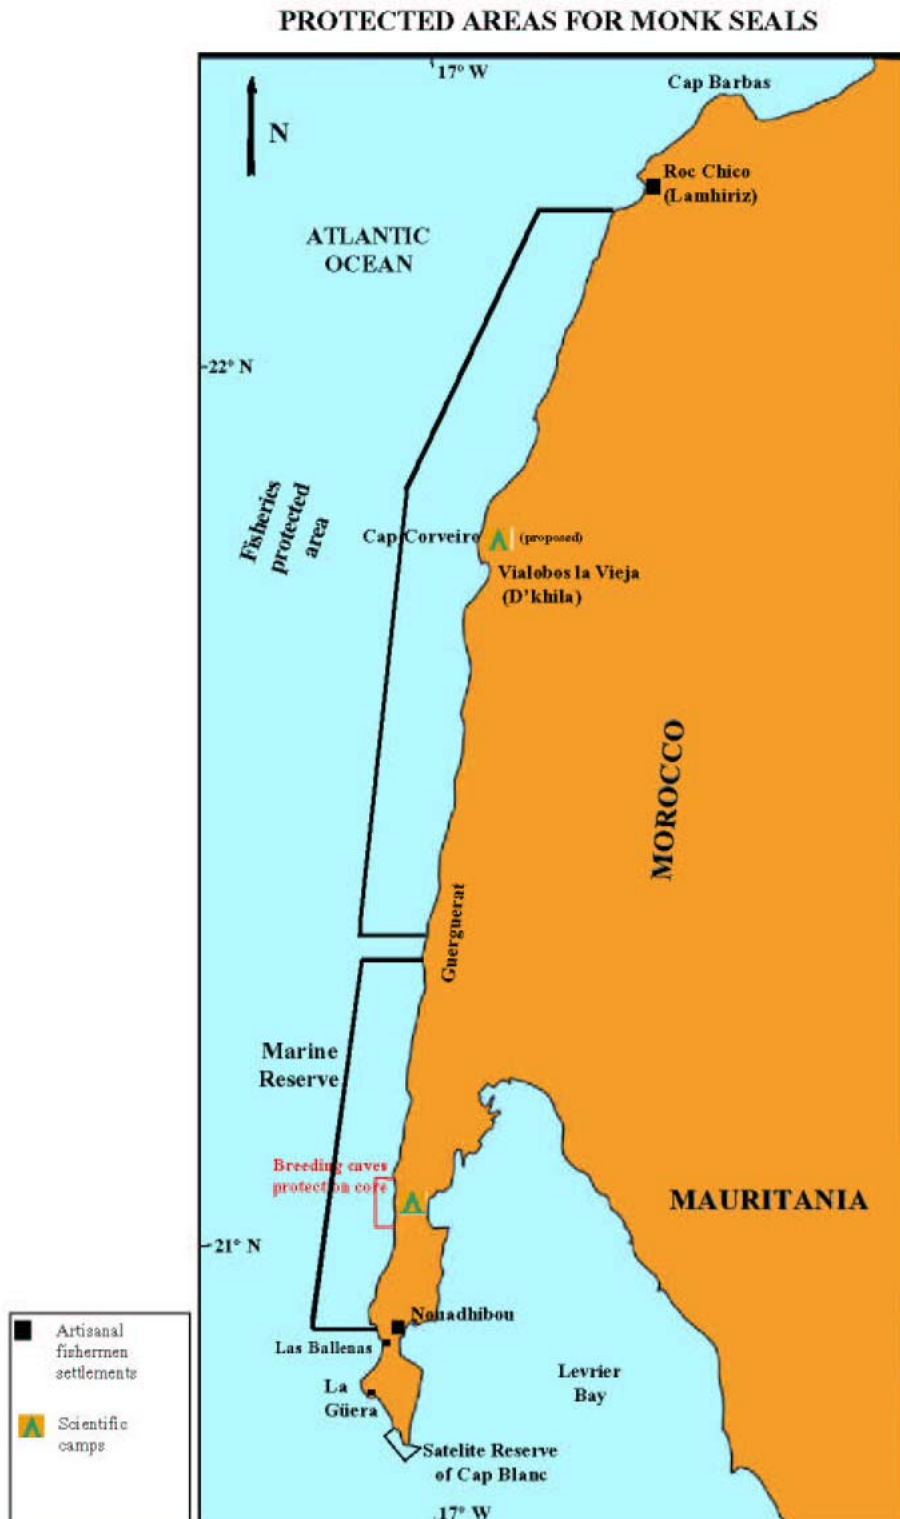 PROTECTED AREAS FOR MONK SEALS
17° W
Cap Barbas
N
Roc Chico
(Lamhiriz)
ATLANTIC
OCEAN
22° N
Fisheries
protected
area
Cap Corveiro
(proposed)
Vialobos la Vieja
(D'khila)
MOROCCO
Guerguerat
Marine
Reserve
Breeding caves
protection core
MAURITANIA
21° N
Nouadhibou
Las Ballenas
Levrier
Bay
La
Güera
Satelite Reserve
of Cap Blanc
17° W
Artisanal
fishermen
settlements
Scientific
camps